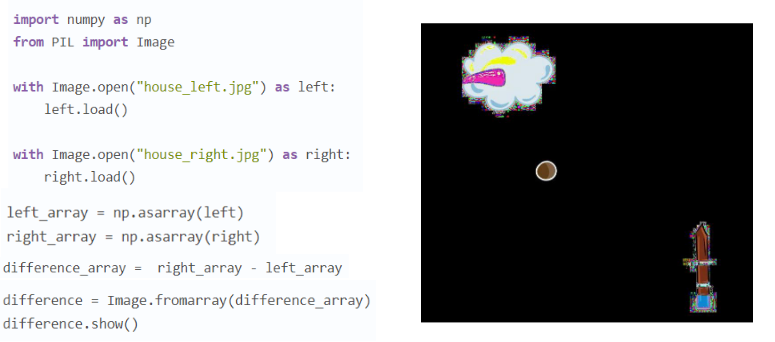 import numpy as np
from PIL import Image
with Image.open("house_left.jpg") as left:
    left.load()
with Image.open("house_right.jpg") as right:
    right.load()
left_array = np.asarray(left)
right_array = np.asarray(right)
difference_array =  right_array - left_array
difference = Image.fromarray(difference_array)
difference.show()